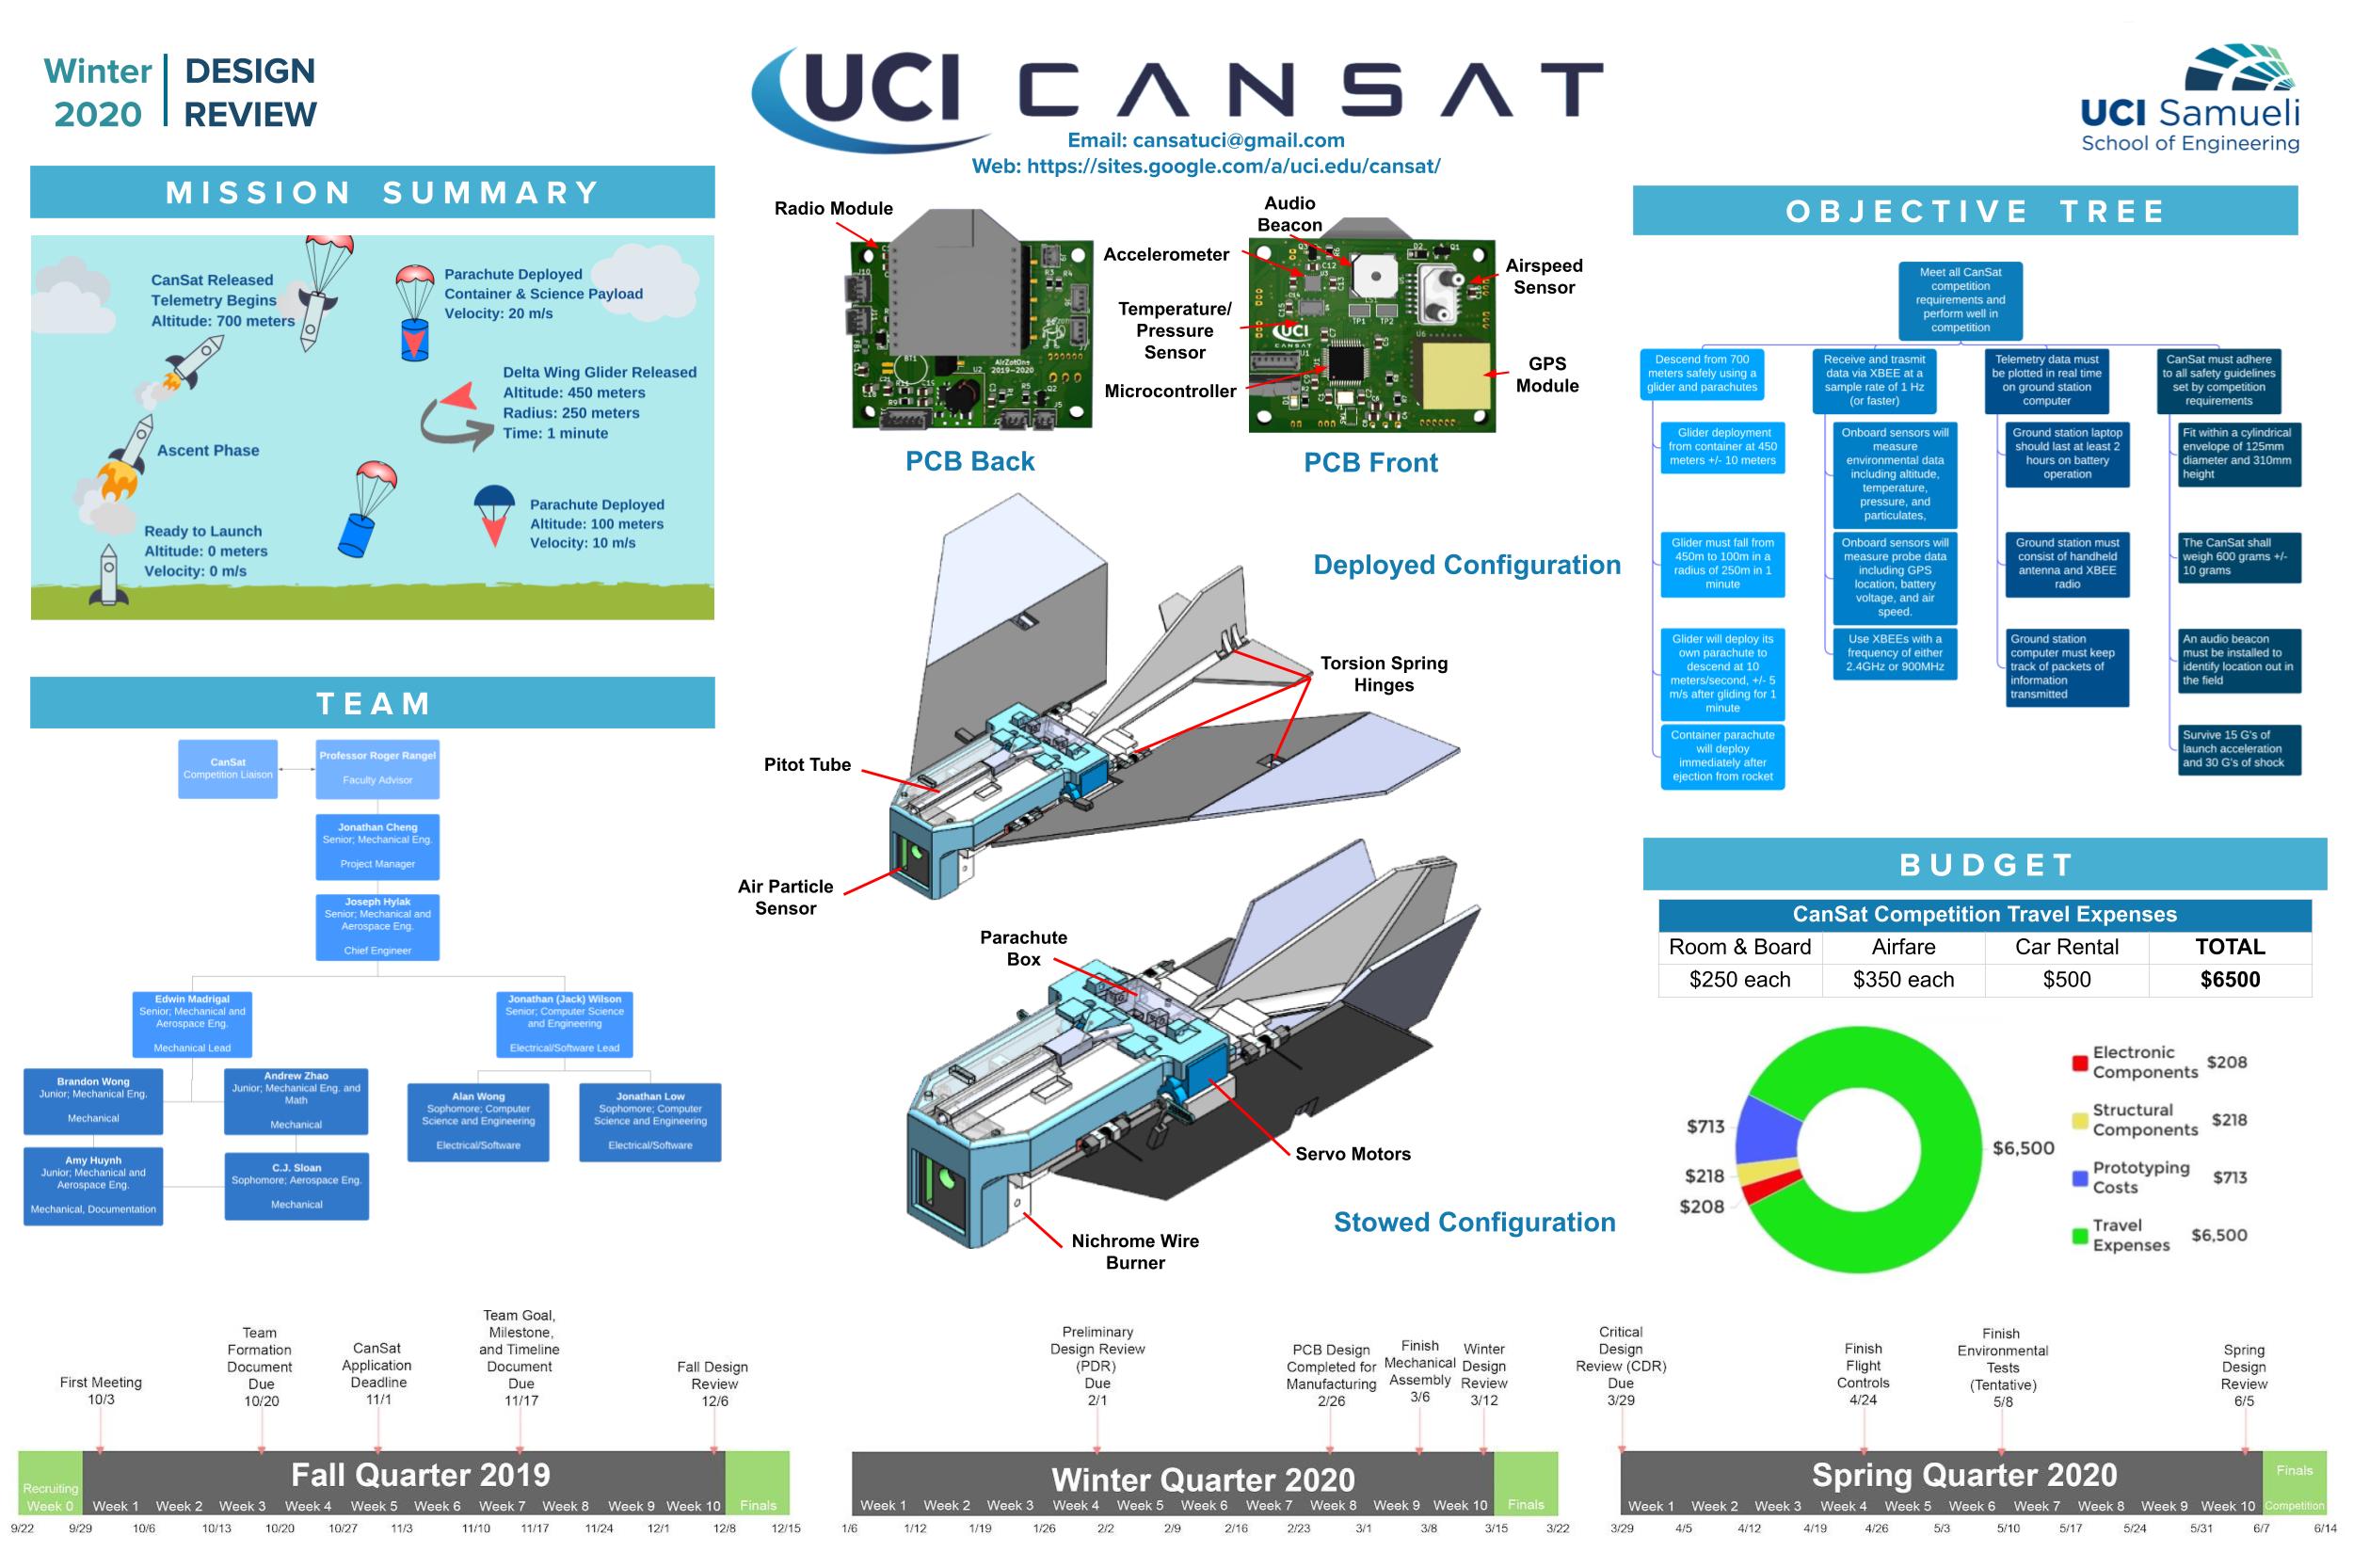 Winter
2020
DESIGN
REVIEW
UCI CANSAT
Email: cansatuci@gmail.com
Web: https://sites.google.com/a/uci.edu/cansat/
UCI Samueli
School of Engineering
MISSION SUMMARY
CanSat Released
Telemetry Begins
Altitude: 700 meters
Parachute Deployed
Container & Science Payload
Velocity: 20 m/s
Delta Wing Glider Released
Altitude: 450 meters
Radius: 250 meters
Time: 1 minute
Ascent Phase
Parachute Deployed
Altitude: 100 meters
Velocity: 10 m/s
Ready to Launch
Altitude: 0 meters
Velocity: 0 m/s
TEAM
CanSat
Competition Liaison
Professor Roger Rangel
Faculty Advisor
Jonathan Cheng
Senior; Mechanical Eng.
Project Manager
Joseph Hylak
Senior; Mechanical and
Aerospace Eng.
Chief Engineer
Edwin Madrigal
Senior; Mechanical and
Aerospace Eng.
Mechanical Lead
Jonathan (Jack) Wilson
Senior; Computer Science
and Engineering
Electrical/Software Lead
Brandon Wong
Junior; Mechanical Eng.
Mechanical
Andrew Zhao
Junior; Mechanical Eng. and
Math
Mechanical
Alan Wong
Sophomore; Computer
Science and Engineering
Electrical/Software
Jonathan Low
Sophomore; Computer
Science and Engineering
Electrical/Software
Amy Huynh
Junior; Mechanical and
Aerospace Eng.
Mechanical, Documentation
C.J. Sloan
Sophomore; Aerospace Eng.
Mechanical
Radio Module
AirZotOne
2019-2020
PCB Back
Audio
Beacon
Accelerometer
Temperature/
Pressure
Sensor
Microcontroller
Airspeed
Sensor
GPS
Module
UCI
CANSAT
TP1 TP2
PCB Front
Deployed Configuration
Torsion Spring
Hinges
Pitot Tube
Air Particle
Sensor
Parachute
Box
Servo Motors
Nichrome Wire
Burner
Stowed Configuration
OBJECTIVE TREE
Meet all CanSat
competition
requirements and
perform well in
competition
Descend from 700
meters safely using a
glider and parachutes
Glider deployment
from container at 450
meters +/- 10 meters
Glider must fall from
450m to 100m in a
radius of 250m in 1
minute
Glider will deploy its
own parachute to
descend at 10
meters/second, +/- 5
m/s after gliding for 1
minute
Container parachute
will deploy
immediately after
ejection from rocket
Receive and trasmit
data via XBEE at a
sample rate of 1 Hz
(or faster)
Onboard sensors will
measure
environmental data
including altitude,
temperature,
pressure, and
particulates,
Onboard sensors will
measure probe data
including GPS
location, battery
voltage, and air
speed.
Use XBEEs with a
frequency of either
2.4GHz or 900MHz
Telemetry data must
be plotted in real time
on ground station
computer
Ground station laptop
should last at least 2
hours on battery
operation
Ground station must
consist of handheld
antenna and XBEE
radio
Ground station
computer must keep
track of packets of
information
transmitted
CanSat must adhere
to all safety guidelines
set by competition
requirements
Fit within a cylindrical
envelope of 125mm
diameter and 310mm
height
The CanSat shall
weigh 600 grams +/-
10 grams
An audio beacon
must be installed to
identify location out in
the field
Survive 15 G's of
launch acceleration
and 30 G's of shock
BUDGET
CanSat Competition Travel Expenses
Room & Board Airfare Car Rental TOTAL
$250 each $350 each $500 $6500
$713
$218
$208
$6,500
Electronic
Components $208
Structural
Components $218
Prototyping
Costs $713
Travel
Expenses $6,500
First Meeting
10/3
Team
Formation
Document
Due
10/20
CanSat
Application
Deadline
11/1
Team Goal,
Milestone,
and Timeline
Document
Due
11/17
Fall Design
Review
12/6
Fall Quarter 2019
Recruiting
Week 0 Week 1 Week 2 Week 3 Week 4 Week 5 Week 6 Week 7 Week 8 Week 9 Week 10 Finals
9/22 9/29 10/6 10/13 10/20 10/27 11/3 11/10 11/17 11/24 12/1 12/8 12/15
Preliminary
Design Review
(PDR)
Due
2/1
PCB Design
Completed for
Manufacturing
2/26
Finish
Mechanical
Assembly
3/6
Winter
Design
Review
3/12
Winter Quarter 2020
Week 1 Week 2 Week 3 Week 4 Week 5 Week 6 Week 7 Week 8 Week 9 Week 10 Finals
1/6 1/12 1/19 1/26 2/2 2/9 2/16 2/23 3/1 3/8 3/15 3/22
Critical
Design
Review (CDR)
Due
3/29
Finish
Flight
Controls
4/24
Finish
Environmental
Tests
(Tentative)
5/8
Spring
Design
Review
6/5
Spring Quarter 2020
Finals
Week 1 Week 2 Week 3 Week 4 Week 5 Week 6 Week 7 Week 8 Week 9 Week 10 Competition
3/29 4/5 4/12 4/19 4/26 5/3 5/10 5/17 5/24 5/31 6/7 6/14